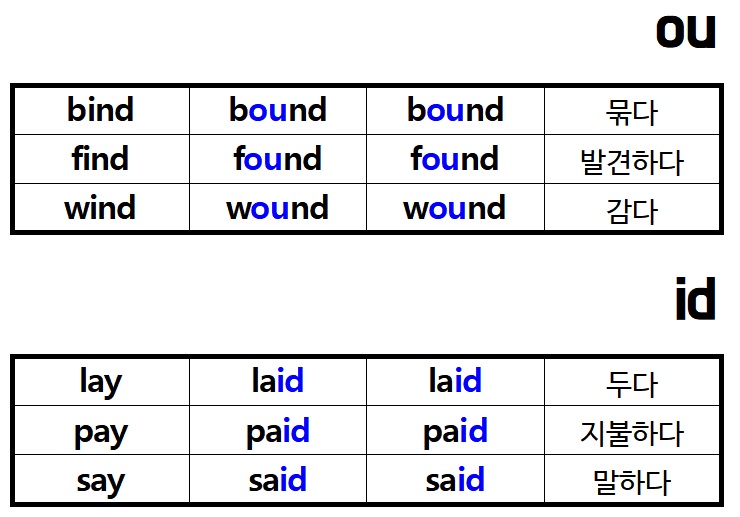 ou
bind bound bound 묶다
find found found 발견하다
wind wound wound 감다
id
lay laid laid 두다
pay paid paid 지불하다
say said said 말하다